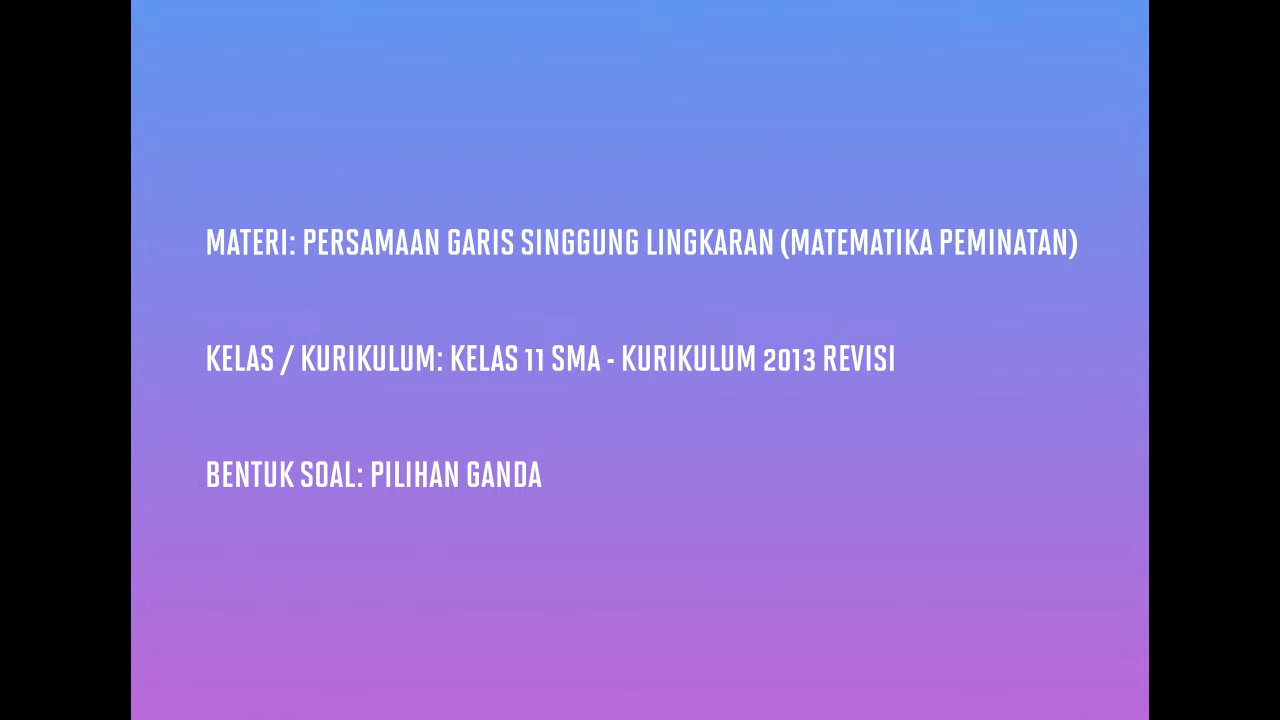 MATERI: PERSAMAAN GARIS SINGGUNG LINGKARAN (MATEMATIKA PEMINATAN)
KELAS / KURIKULUM: KELAS 11 SMA - KURIKULUM 2013 REVISI
BENTUK SOAL: PILIHAN GANDA